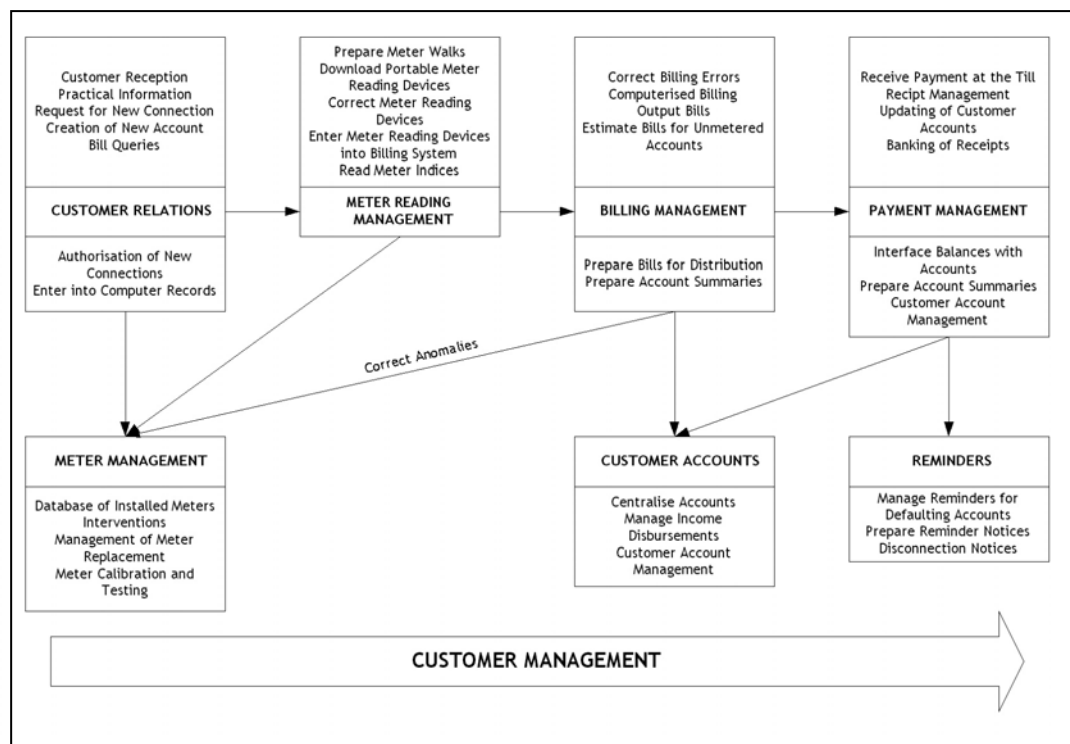 Customer Reception
Practical Information
Request for New Connection
Creation of New Account
Bill Queries
CUSTOMER RELATIONS
Authorisation of New
Connections
Enter into Computer Records
Prepare Meter Walks
Download Portable Meter
Reading Devices
Correct Meter Reading
Devices
Enter Meter Reading Devices
into Billing System
Read Meter Indices
METER READING
MANAGEMENT
Correct Billing Errors
Computerised Billing
Output Bills
Estimate Bills for Unmetered
Accounts
BILLING MANAGEMENT
Prepare Bills for Distribution
Prepare Account Summaries
Receive Payment at the Till
Recipt Management
Updating of Customer
Accounts
Banking of Receipts
PAYMENT MANAGEMENT
Interface Balances with
Accounts
Prepare Account Summaries
Customer Account
Management
Correct Anomalies
METER MANAGEMENT
Database of Installed Meters
Interventions
Management of Meter
Replacement
Meter Calibration and
Testing
CUSTOMER ACCOUNTS
Centralise Accounts
Manage Income
Disbursements
Customer Account
Management
REMINDERS
Manage Reminders for
Defaulting Accounts
Prepare Reminder Notices
Disconnection Notices
CUSTOMER MANAGEMENT